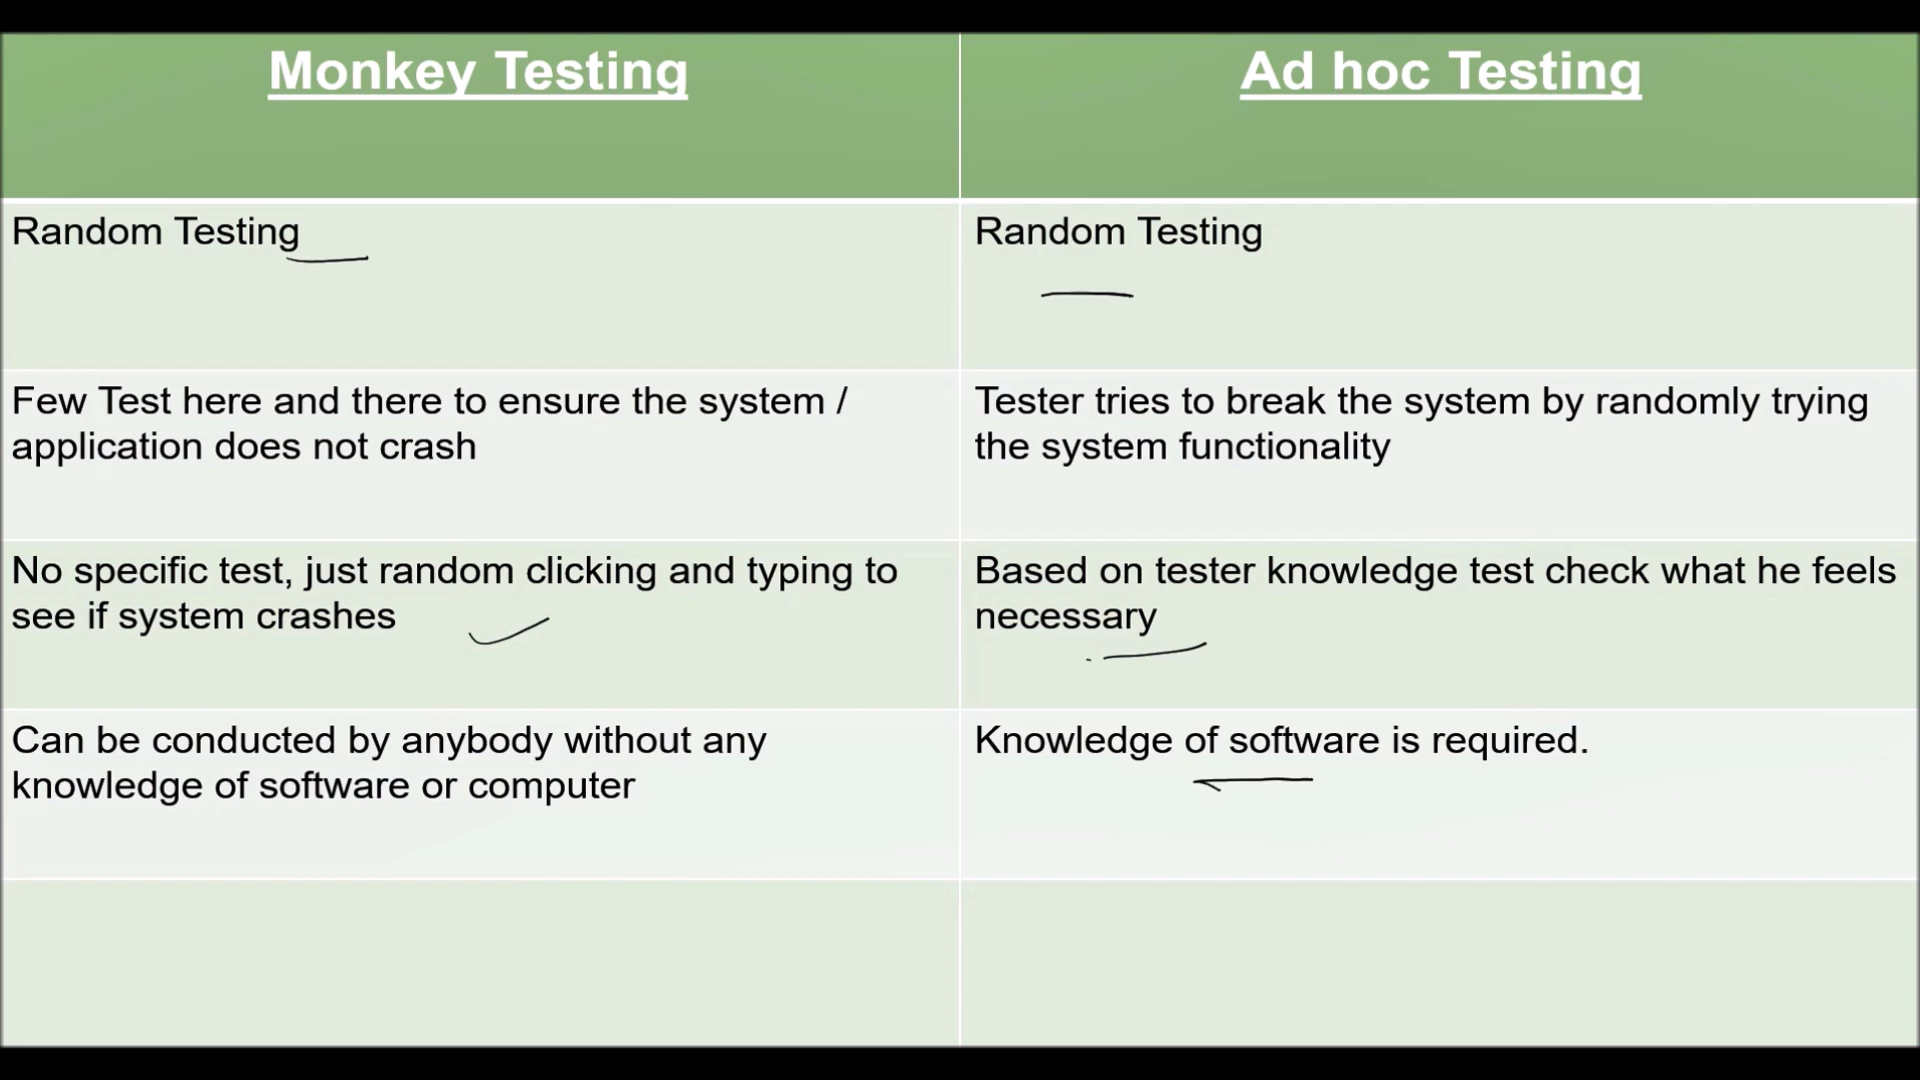 Monkey Testing
Ad hoc Testing
Random Testing
Random Testing
Few Test here and there to ensure the system /
application does not crash
Tester tries to break the system by randomly trying
the system functionality
No specific test, just random clicking and typing to
see if system crashes
Based on tester knowledge test check what he feels
necessary
Can be conducted by anybody without any
knowledge of software or computer
Knowledge of software is required.